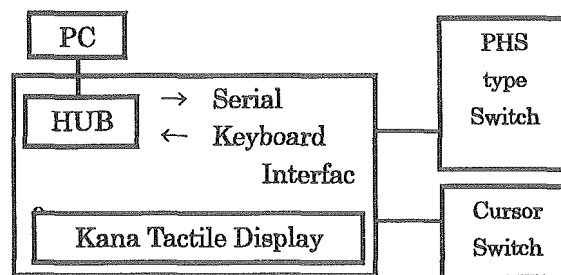 PC
HUB
→ Serial
← Keyboard
Interfac
Kana Tactile Display
PHS
type
Switch
Cursor
Switch